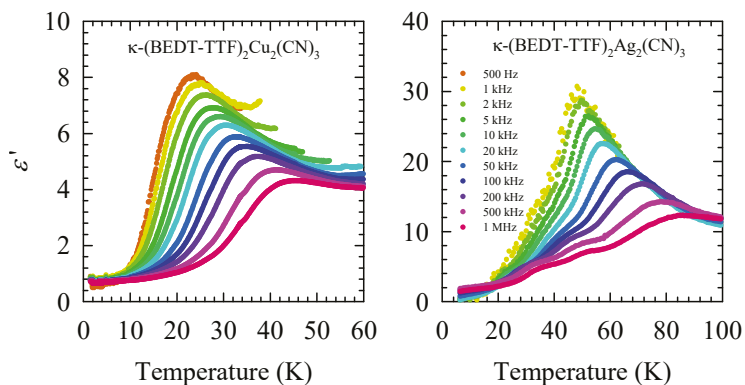 κ-(BEDT-TTF)₂Cu₂(CN)₃
10
8
6
4
2
0
ε'
0 10 20 30 40 50 60
Temperature (K)
κ-(BEDT-TTF)₂Ag₂(CN)₃
40
30
20
10
0
500 Hz
1 kHz
2 kHz
5 kHz
10 kHz
20 kHz
50 kHz
100 kHz
200 kHz
500 kHz
1 MHz
0 20 40 60 80 100
Temperature (K)